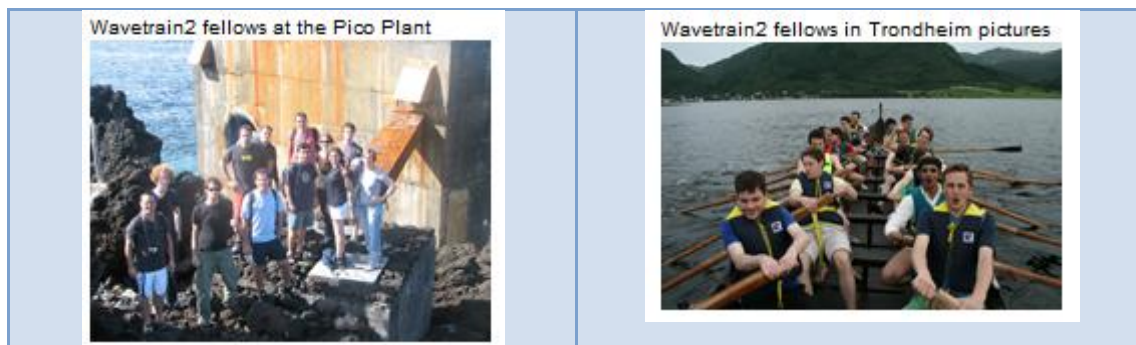 Wavetrain2 fellows at the Pico Plant
Wavetrain2 fellows in Trondheim pictures